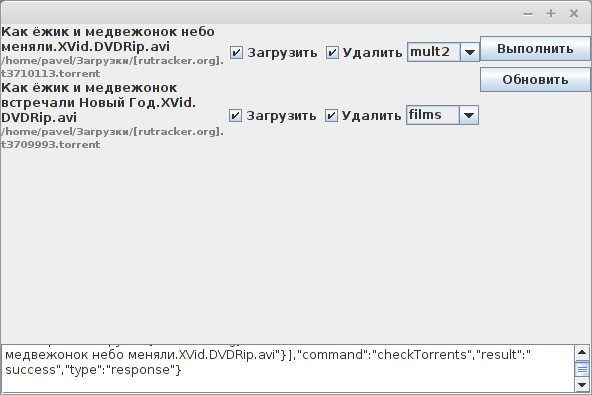 Как ёжик и медвежонок небо
меняли.XVid.DVDRip.avi
/home/pavel/Загрузки/[rutracker.org].
t3710113.torrent
Загрузить
Удалить
mult2
Выполнить
Обновить
Как ёжик и медвежонок
встречали Новый Год.XVid.
DVDRip.avi
/home/pavel/Загрузки/[rutracker.org].
t3709993.torrent
Загрузить
Удалить
films
медвежонок небо меняли.XVid.DVDRip.avi"}],"command":"checkTorrents","result":"
success","type":"response"}